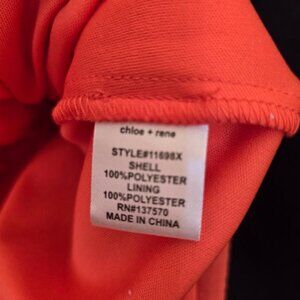 chloe + rene
STYLE#11698X
SHELL
100%POLYESTER
LINING
100%POLYESTER
RN#137570
MADE IN CHINA